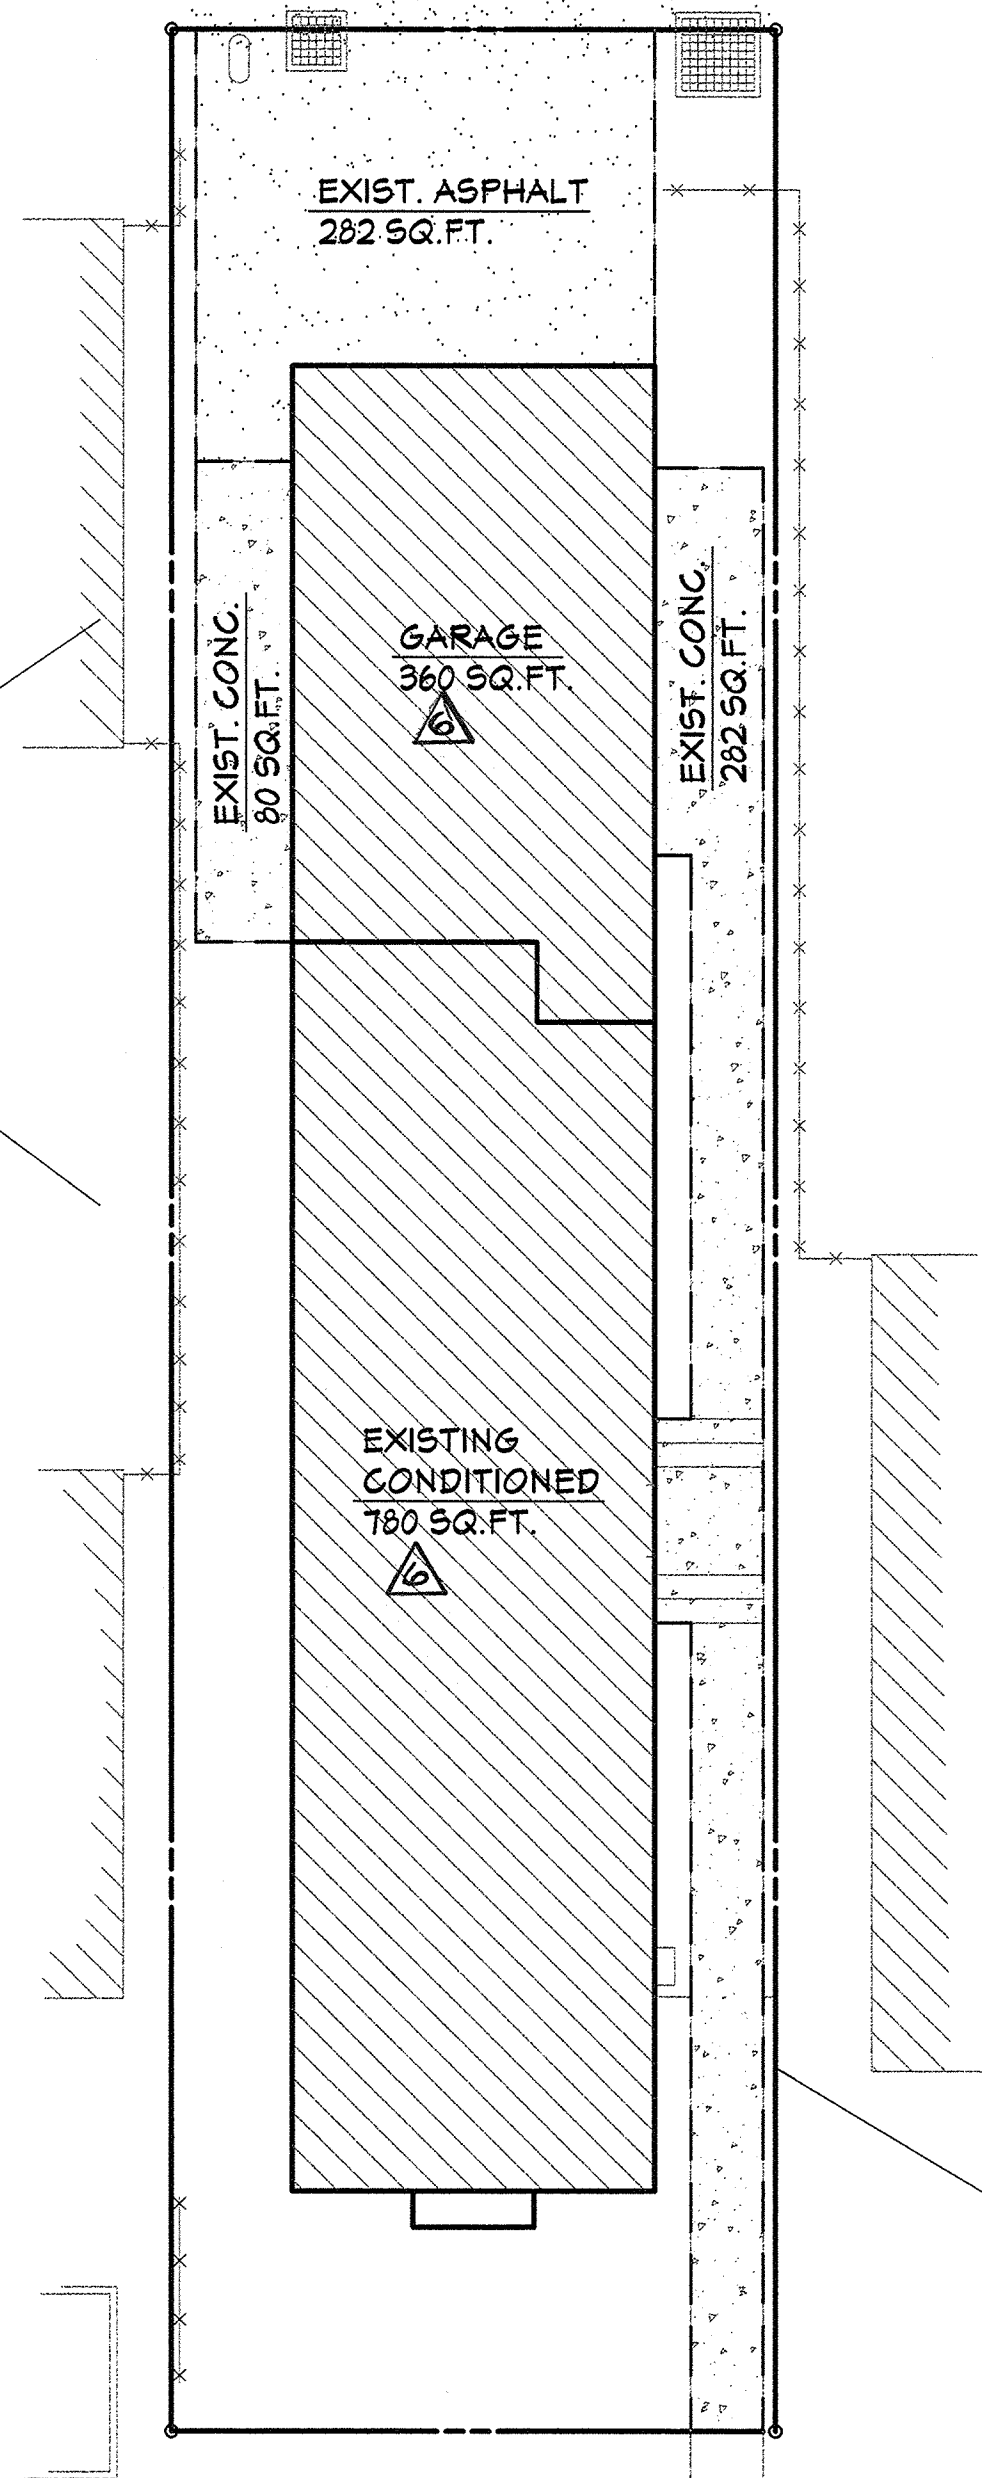 EXIST. ASPHALT
282 SQ.FT.
GARAGE
360 SQ.FT.
6
EXIST. CONC.
80 SQ.FT.
EXIST. CONC.
282 SQ.FT.
EXISTING
CONDITIONED
780 SQ.FT.
6